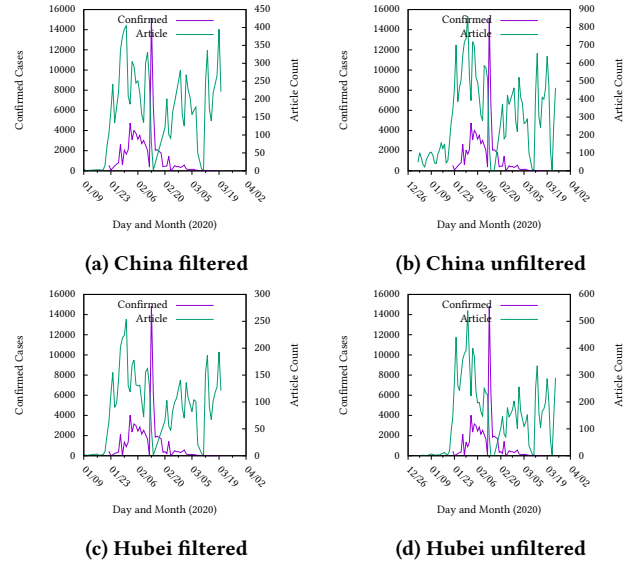 16000 450 Confirmed Article
14000 400
12000 350
10000 300
8000 250
6000 200
4000 150
2000 100
0 50
0
Confirmed Cases
Article Count
01/09 01/23 02/06 02/20 03/05 03/19 04/02
Day and Month (2020)
(a) China filtered
16000 900 Confirmed Article
14000 800
12000 700
10000 600
8000 500
6000 400
4000 300
2000 200
0 100
0
Confirmed Cases
Article Count
12/26 01/09 01/23 02/06 02/20 03/05 03/19 04/02
Day and Month (2020)
(b) China unfiltered
16000 300 Confirmed Article
14000 250
12000 200
10000 150
8000 100
6000 50
4000 0
2000
0
Confirmed Cases
Article Count
01/09 01/23 02/06 02/20 03/05 03/19 04/02
Day and Month (2020)
(c) Hubei filtered
16000 600 Confirmed Article
14000 500
12000 400
10000 300
8000 200
6000 100
4000 0
2000
0
Confirmed Cases
Article Count
12/26 01/09 01/23 02/06 02/20 03/05 03/19 04/02
Day and Month (2020)
(d) Hubei unfiltered